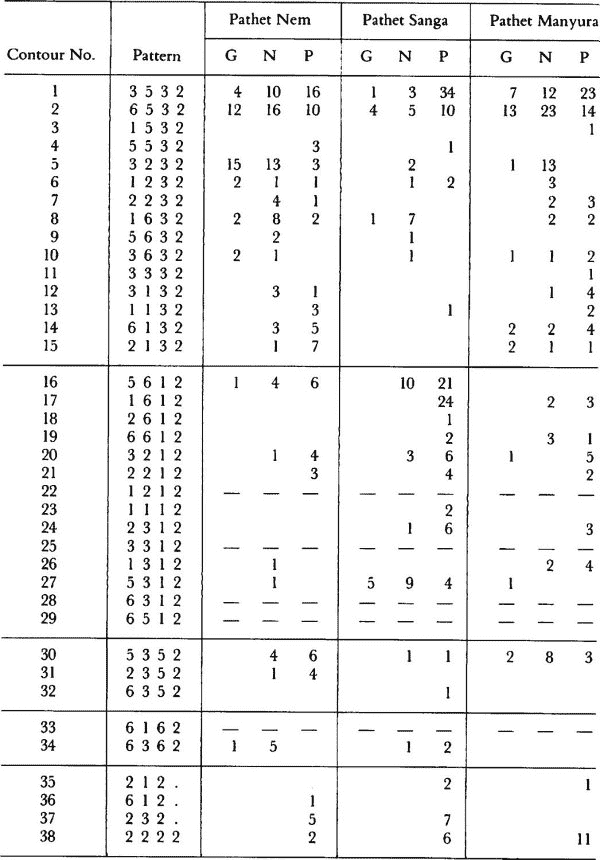 Pathet Nem Pathet Sanga Pathet Manyura
Contour No. Pattern G N P G N P G N P
1 3 5 3 2 4 10 16 1 3 34 7 12 23
2 6 5 3 2 12 16 10 4 5 10 13 23 14
3 1 5 3 2 1
4 5 5 3 2 3 1
5 3 2 3 2 15 13 3 2 1 13
6 1 2 3 2 2 1 1 1 2 3
7 2 2 3 2 4 1 2 3
8 1 6 3 2 2 8 2 1 7 2 2
9 5 6 3 2 2 1
10 3 6 3 2 2 1 1 1 1 2
11 3 3 3 2 1
12 3 1 3 2 3 1 1 4
13 1 1 3 2 3 1 2
14 6 1 3 2 3 5 2 2 4
15 2 1 3 2 1 7 2 1 1
16 5 6 1 2 1 4 6 10 21
17 1 6 1 2 24 2 3
18 2 6 1 2 1
19 6 6 1 2 2 3 1
20 3 2 1 2 1 4 3 6 1 5
21 2 2 1 2 3 4 2
22 1 2 1 2 — — — — — — — — —
23 1 1 1 2 2
24 2 3 1 2 1 6 3
25 3 3 1 2 — — — — — — — — —
26 1 3 1 2 1 2 4
27 5 3 1 2 1 5 9 4 1
28 6 3 1 2 — — — — — — — — —
29 6 5 1 2 — — — — — — — — —
30 5 3 5 2 4 6 1 1 2 8 3
31 2 3 5 2 1 4
32 6 3 5 2 1
33 6 1 6 2 — — — — — — — — —
34 6 3 6 2 1 5 1 2
35 2 1 2 . 2 1
36 6 1 2 . 1
37 2 3 2 . 5 7
38 2 2 2 2 2 6 11